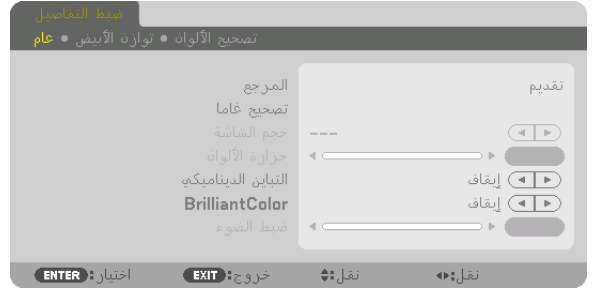 ضبط التفاصيل
عام ● توازن الأبيض ● تصحيح الألوان
المرجع تقديم
تصحيح غاما
حجم الشاشة ---
حرارة الألوان
التباين الديناميكي إيقاف
BrilliantColor إيقاف
ضبط الضوء
ENTER :اختيار EXIT :خروج نقل: نقل: